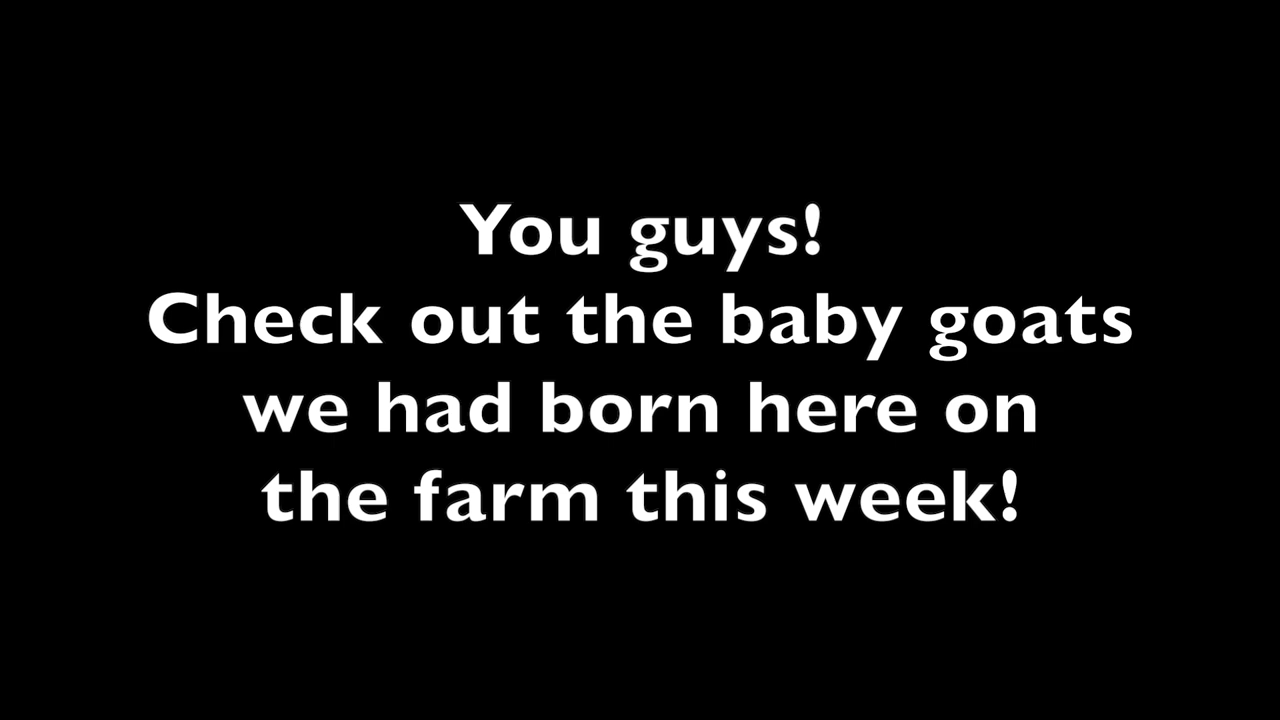 You guys!
Check out the baby goats
we had born here on
the farm this week!